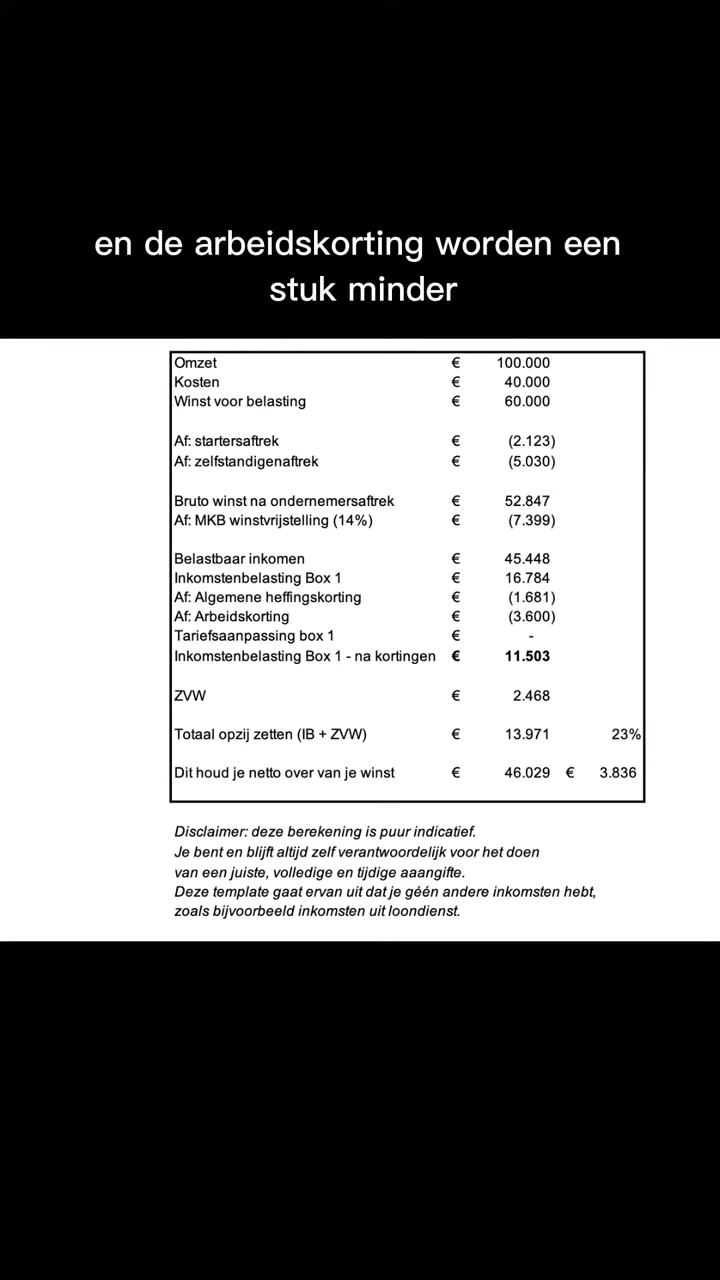 en de arbeidskorting worden een
stuk minder
Omzet € 100.000
Kosten € 40.000
Winst voor belasting € 60.000
Af: startersaftrek € (2.123)
Af: zelfstandigenaftrek € (5.030)
Bruto winst na ondernemersaftrek € 52.847
Af: MKB winstvrijstelling (14%) € (7.399)
Belastbaar inkomen € 45.448
Inkomstenbelasting Box 1 € 16.784
Af: Algemene heffingskorting € (1.681)
Af: Arbeidskorting € (3.600)
Tariefsaanpassing box 1 € -
Inkomstenbelasting Box 1 - na kortingen € 11.503
ZVW € 2.468
Totaal opzij zetten (IB + ZVW) € 13.971 23%
Dit houd je netto over van je winst € 46.029 € 3.836
Disclaimer: deze berekening is puur indicatief.
Je bent en blijft altijd zelf verantwoordelijk voor het doen
van een juiste, volledige en tijdige aaangifte.
Deze template gaat ervan uit dat je géén andere inkomsten hebt,
zoals bijvoorbeeld inkomsten uit loondienst.